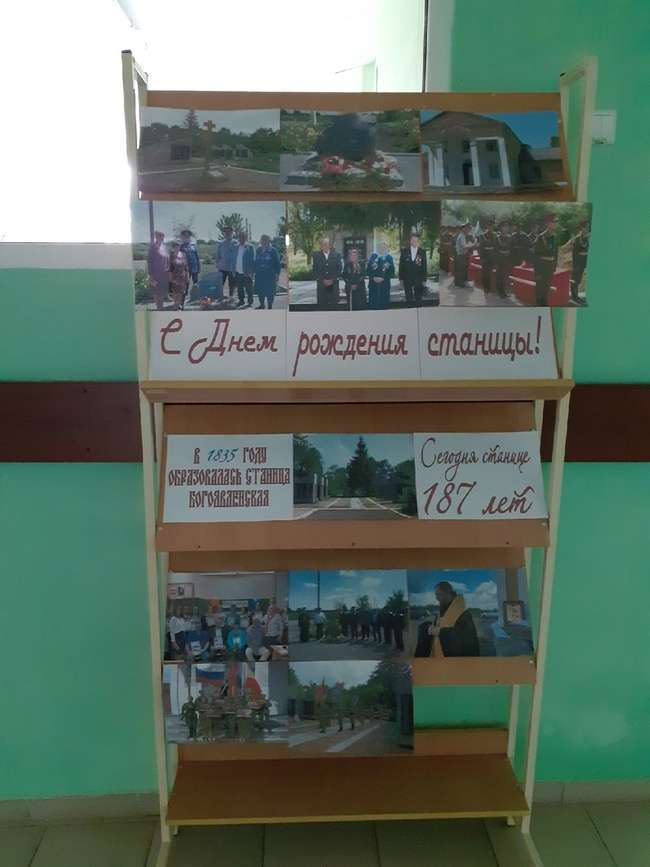 С Днем рождения станицы!
В 1835 году
образовалась станица
Богоявленская
Сегодня станице
187 лет